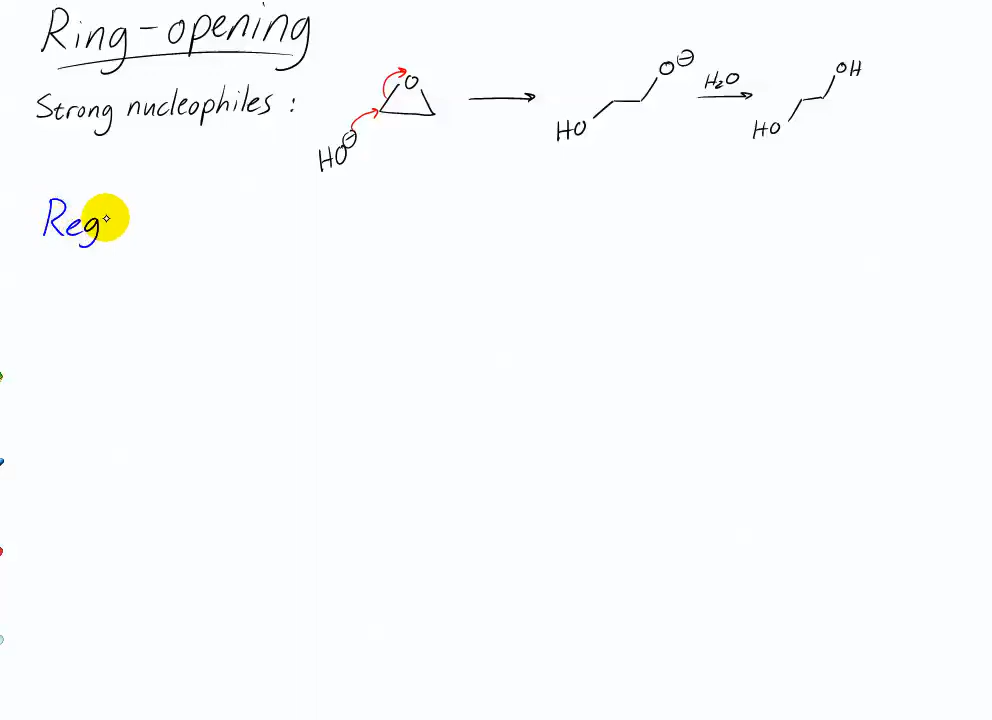 Ring-opening
Strong nucleophiles :
O
HO⊖
HO
O⊖
H₂O
HO
OH
Reg